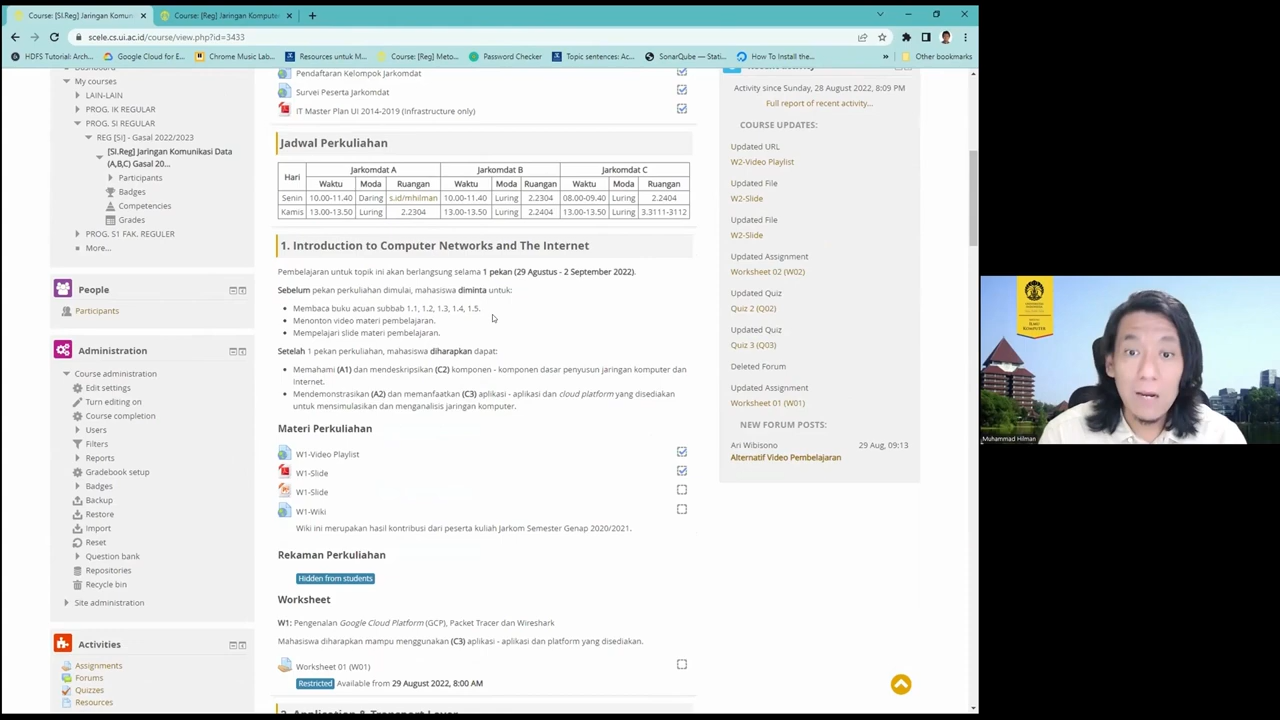 Course: [SI.Reg] Jaringan Komun
Course: [Reg] Jaringan Kompute
scele.cs.ui.ac.id/course/view.php?id=3433
HDFS Tutorial: Arch...
Google Cloud for E...
Chrome Music Lab...
Resources untuk M...
Course: [Reg] Meto...
Password Checker
Topic sentences: Ac...
SonarQube — Stati...
How To Install the...
Other bookmarks
My courses
LAIN-LAIN
PROG. IK REGULAR
PROG. SI REGULAR
REG [SI] - Gasal 2022/2023
[SI.Reg] Jaringan Komunikasi Data
(A,B,C) Gasal 20...
Participants
Badges
Competencies
Grades
PROG. S1 FAK. REGULER
More...
People
Participants
Administration
Course administration
Edit settings
Turn editing on
Course completion
Users
Filters
Reports
Gradebook setup
Badges
Backup
Restore
Import
Reset
Question bank
Repositories
Recycle bin
Site administration
Activities
Assignments
Forums
Quizzes
Resources
Pendaftaran Kelompok Jarkomdat
Survei Peserta Jarkomdat
IT Master Plan UI 2014-2019 (Infrastructure only)
Jadwal Perkuliahan
Hari Jarkomdat A Jarkomdat B Jarkomdat C
Waktu Moda Ruangan Waktu Moda Ruangan Waktu Moda Ruangan
Senin 10.00-11.40 Daring s.id/mhilman 10.00-11.40 Luring 2.2304 08.00-09.40 Luring 2.2404
Kamis 13.00-13.50 Luring 2.2304 13.00-13.50 Luring 2.2404 13.00-13.50 Luring 3.3111-3112
1. Introduction to Computer Networks and The Internet
Pembelajaran untuk topik ini akan berlangsung selama 1 pekan (29 Agustus - 2 September 2022).
Sebelum pekan perkuliahan dimulai, mahasiswa diminta untuk:
Membaca buku acuan subbab 1.1, 1.2, 1.3, 1.4, 1.5.
Menonton video materi pembelajaran.
Mempelajari slide materi pembelajaran.
Setelah 1 pekan perkuliahan, mahasiswa diharapkan dapat:
Memahami (A1) dan mendeskripsikan (C2) komponen - komponen dasar penyusun jaringan komputer dan
Internet.
Mendemonstrasikan (A2) dan memanfaatkan (C3) aplikasi - aplikasi dan cloud platform yang disediakan
untuk mensimulasikan dan menganalisis jaringan komputer.
Materi Perkuliahan
W1-Video Playlist
W1-Slide
W1-Slide
W1-Wiki
Wiki ini merupakan hasil kontribusi dari peserta kuliah Jarkom Semester Genap 2020/2021.
Rekaman Perkuliahan
Hidden from students
Worksheet
W1: Pengenalan Google Cloud Platform (GCP), Packet Tracer dan Wireshark
Mahasiswa diharapkan mampu menggunakan (C3) aplikasi - aplikasi dan platform yang disediakan.
Worksheet 01 (W01)
Restricted Available from 29 August 2022, 8:00 AM
2. Application & Transport Layer
Activity since Sunday, 28 August 2022, 8:09 PM
Full report of recent activity...
COURSE UPDATES:
Updated URL
W2-Video Playlist
Updated File
W2-Slide
Updated File
W2-Slide
Updated Assignment
Worksheet 02 (W02)
Updated Quiz
Quiz 2 (Q02)
Updated Quiz
Quiz 3 (Q03)
Deleted Forum
Updated Assignment
Worksheet 01 (W01)
NEW FORUM POSTS:
Ari Wibisono 29 Aug, 09:13
Alternatif Video Pembelajaran
ILMU
KOMPUTER
Muhammad Hilman